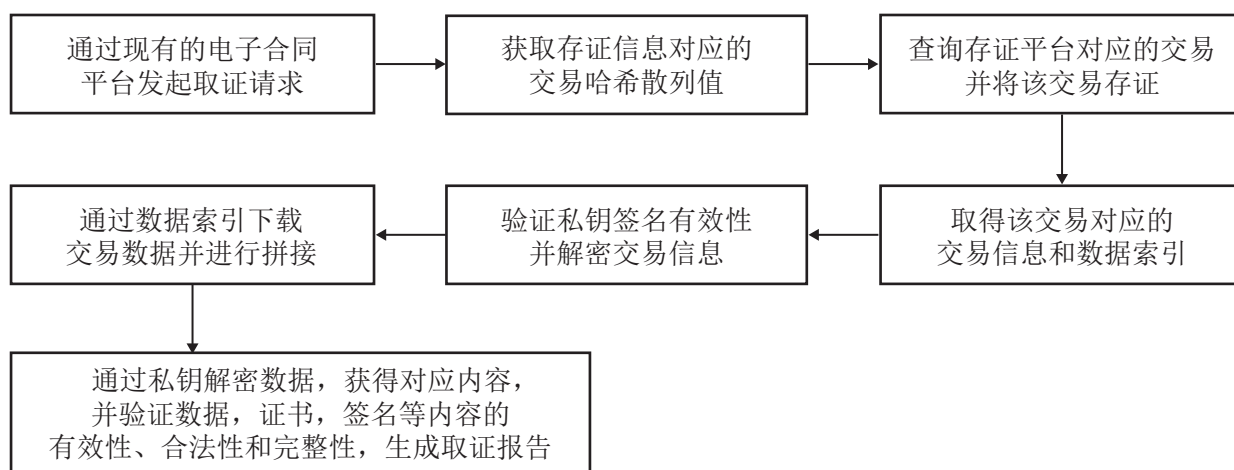 通过现有的电子合同
平台发起取证请求
获取存证信息对应的
交易哈希散列值
查询存证平台对应的交易
并将该交易存证
取得该交易对应的
交易信息和数据索引
验证私钥签名有效性
并解密交易信息
通过数据索引下载
交易数据并进行拼接
通过私钥解密数据，获得对应内容，
并验证数据，证书，签名等内容的
有效性、合法性和完整性，生成取证报告